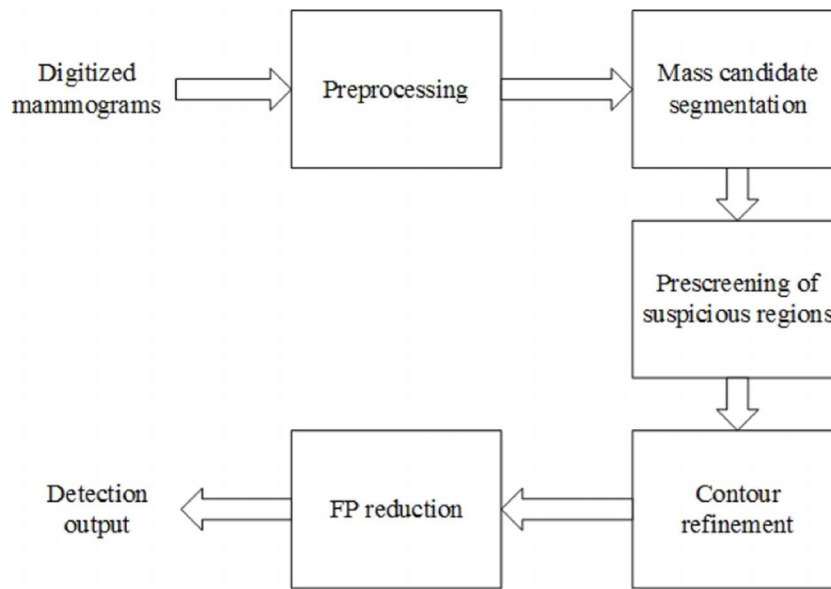 Digitized
mammograms
Preprocessing
Mass candidate
segmentation
Prescreening of
suspicious regions
Contour
refinement
FP reduction
Detection
output